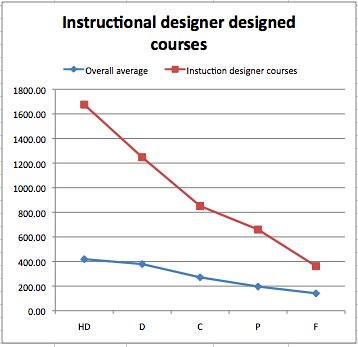 Instructional designer designed
courses
Overall average Instuction designer courses
1800.00
1600.00
1400.00
1200.00
1000.00
800.00
600.00
400.00
200.00
0.00
HD D C P F